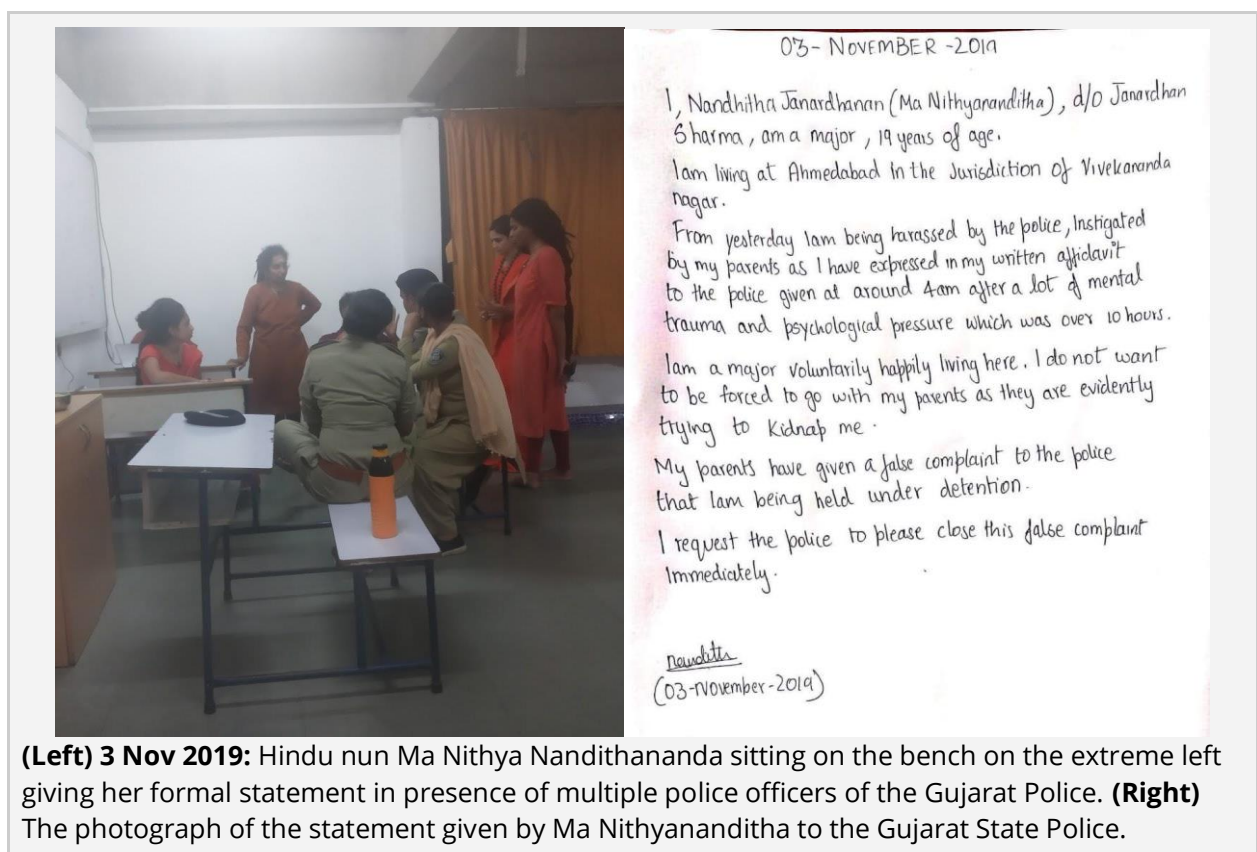 03- NOVEMBER -2019
I, Nandhitha Janardhanan (Ma Nithyananditha), d/o Janardhan
Sharma, am a major, 19 years of age.
Iam living at Ahmedabad in the Jurisdiction of Vivekananda
nagar.
From yesterday Iam being harassed by the police, Instigated
by my parents as I have expressed in my written affidavit
to the police given at around 4am after a lot of mental
trauma and psychological pressure which was over 10 hours.
Iam a major voluntarily happily living here. I do not want
to be forced to go with my parents as they are evidently
trying to Kidnap me.
My parents have given a false complaint to the police
that Iam being held under detention.
I request the police to please close this false complaint
Immediately.
(03-November-2019)
(Left) 3 Nov 2019: Hindu nun Ma Nithya Nandithananda sitting on the bench on the extreme left
giving her formal statement in presence of multiple police officers of the Gujarat Police. (Right)
The photograph of the statement given by Ma Nithyananditha to the Gujarat State Police.